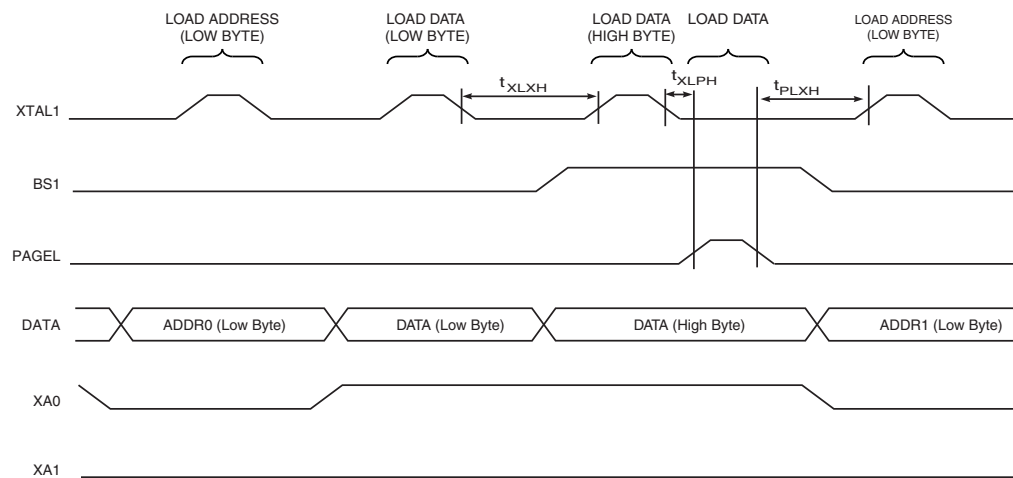 LOAD ADDRESS
(LOW BYTE)
LOAD DATA
(LOW BYTE)
LOAD DATA
(HIGH BYTE)
LOAD DATA
LOAD ADDRESS
(LOW BYTE)
tXLXH
tXLPH
tPLXH
XTAL1
BS1
PAGEL
DATA
ADDR0 (Low Byte)
DATA (Low Byte)
DATA (High Byte)
ADDR1 (Low Byte)
XA0
XA1